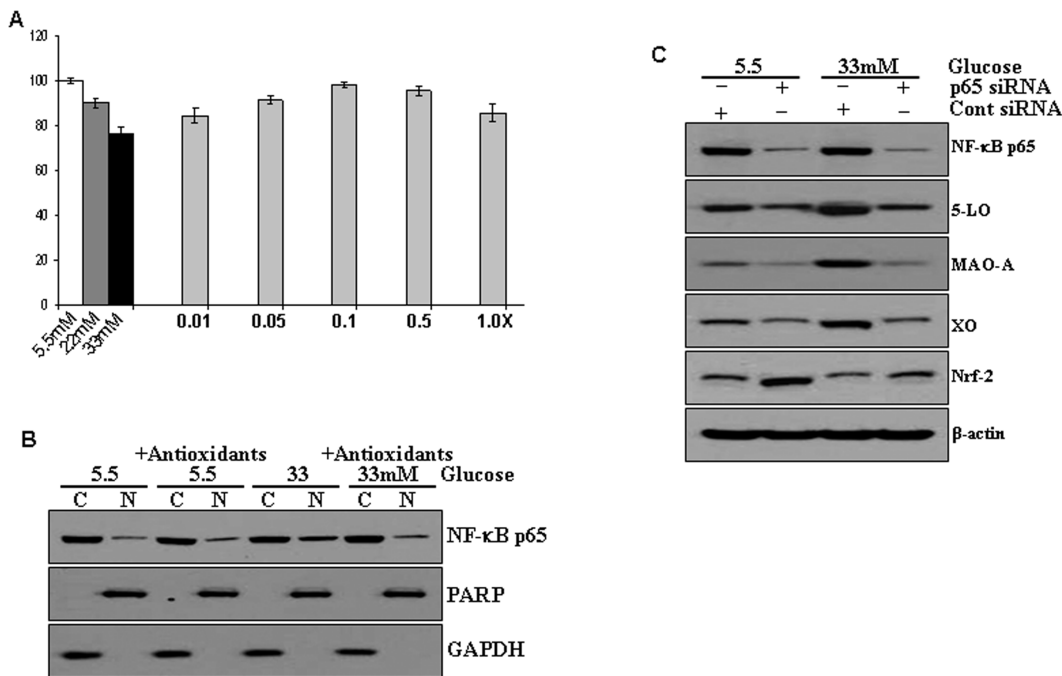 A
120
100
80
60
40
20
0
5.5mM
22mM
33mM
0.01 0.05 0.1 0.5 1.0X
B
+Antioxidants +Antioxidants
5.5 5.5 33 33mM Glucose
C N C N C N C N
NF-κB p65
PARP
GAPDH
C
5.5 33mM Glucose
– + – + p65 siRNA
+ – + – Cont siRNA
NF-κB p65
5-LO
MAO-A
XO
Nrf-2
β-actin